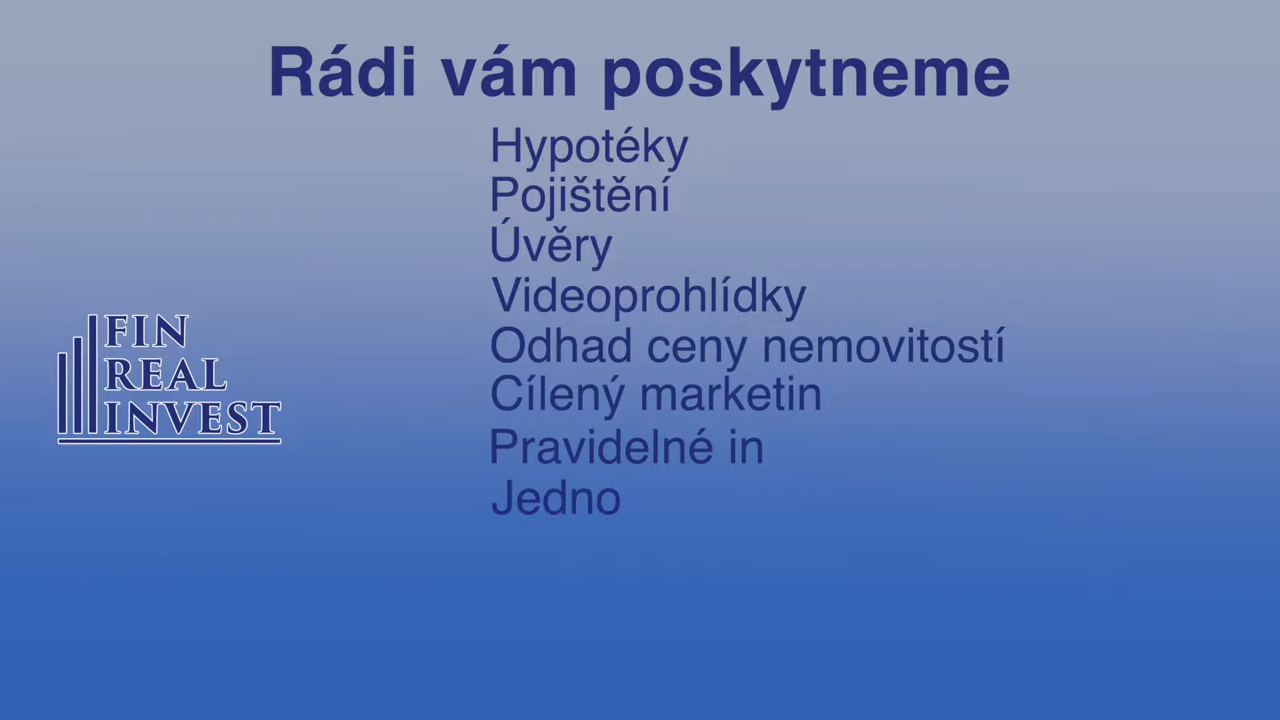 Rádi vám poskytneme
Hypotéky
Pojištění
Úvěry
Videoprohlídky
Odhad ceny nemovitostí
Cílený marketin
Pravidelné in
Jedno
FIN
REAL
INVEST